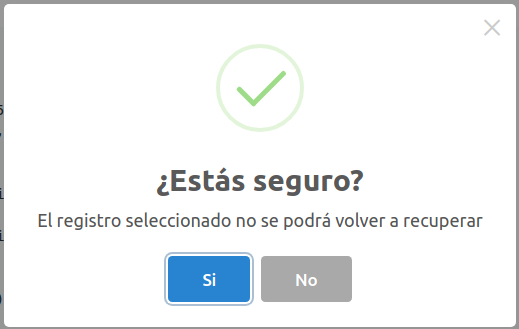 ¿Estás seguro?
El registro seleccionado no se podrá volver a recuperar
Si
No